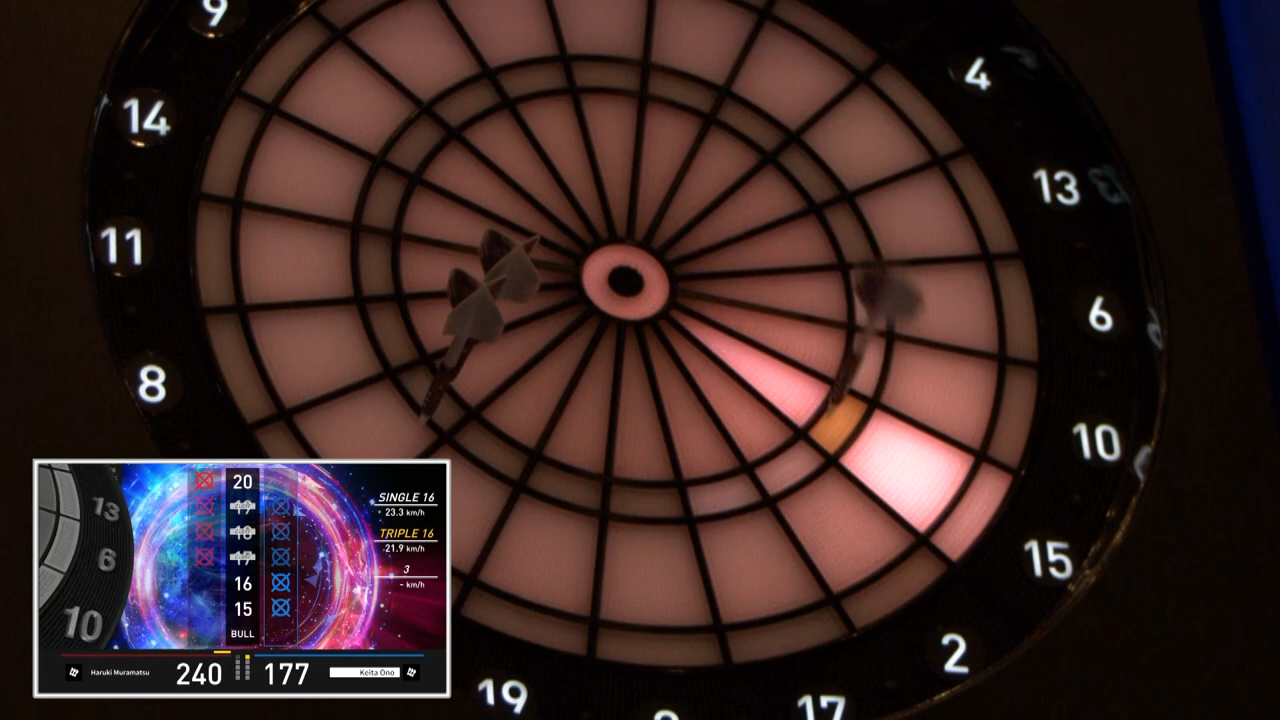 9
4
14
13
11
6
8
10
15
2
19
17
13
6
10
20
16
15
BULL
SINGLE 16
23.3 km/h
TRIPLE 16
21.9 km/h
3
- km/h
Haruki Muramatsu
240
177
Keita Ono